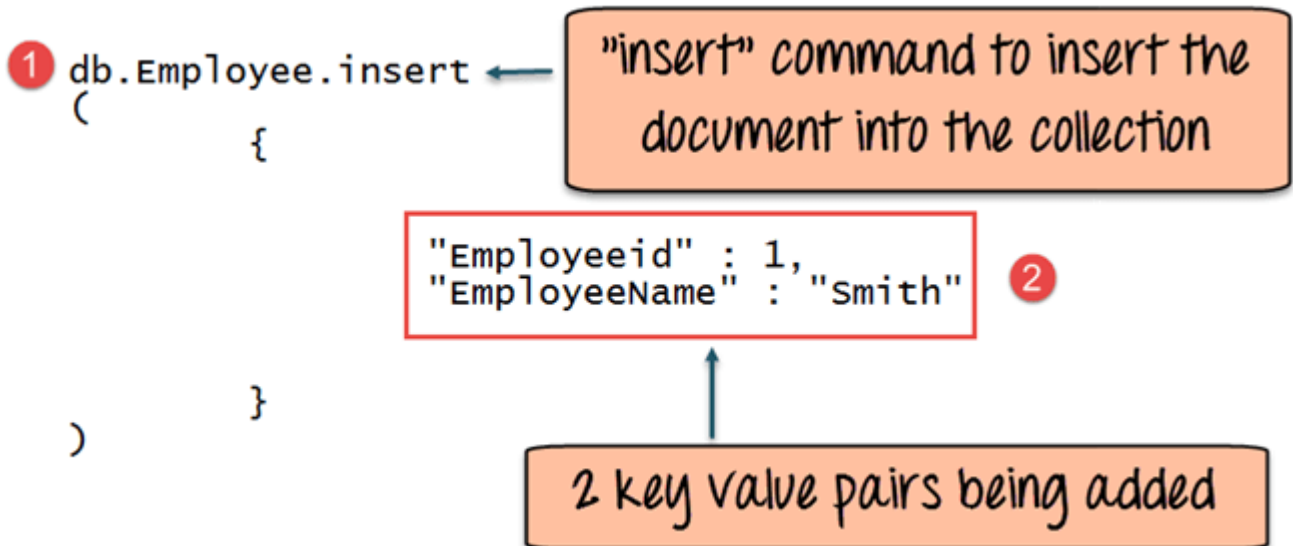 1 db.Employee.insert
"insert" command to insert the
document into the collection
(
{
"Employeeid" : 1,
"EmployeeName" : "Smith"
2
}
)
2 key value pairs being added